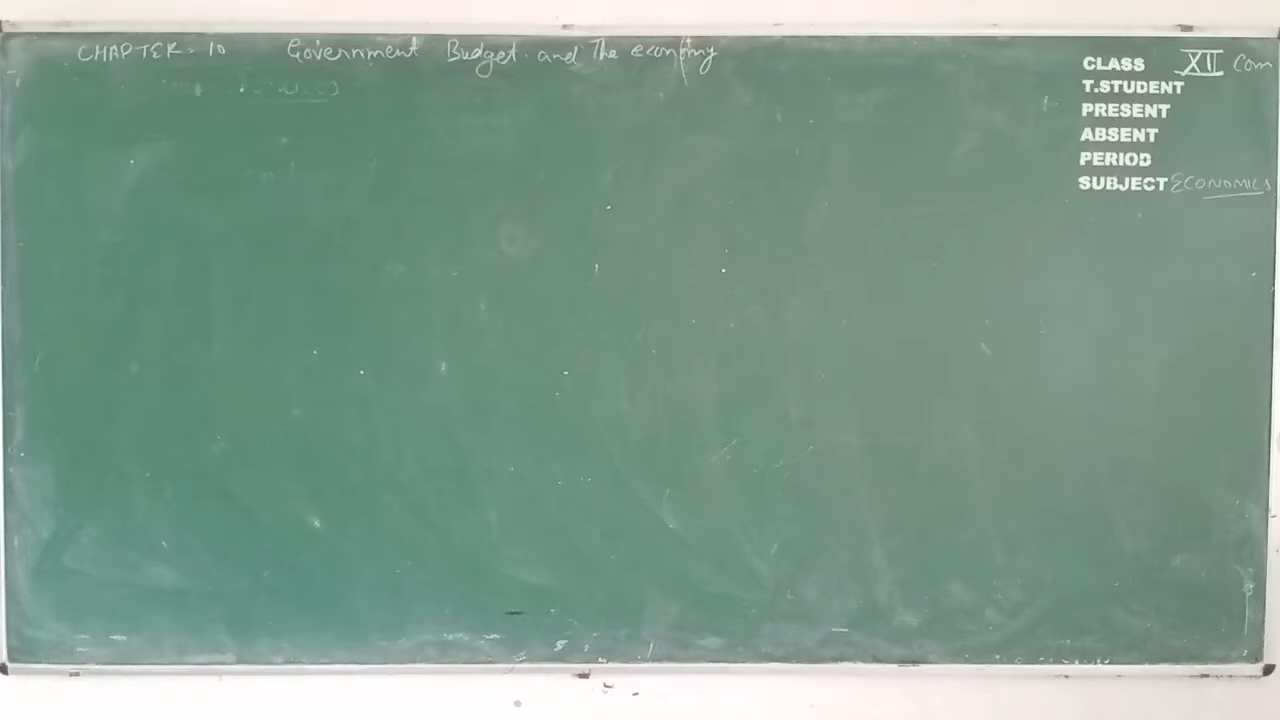 CHAPTER - 10 Government Budget and The economy
CLASS XII Com
T.STUDENT
PRESENT
ABSENT
PERIOD
SUBJECT ECONOMICS